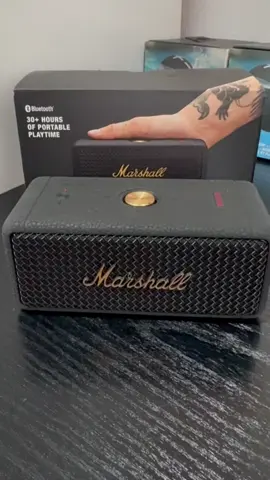 Bluetooth
30+ HOURS
OF PORTABLE
PLAYTIME
Marshall
Marshall